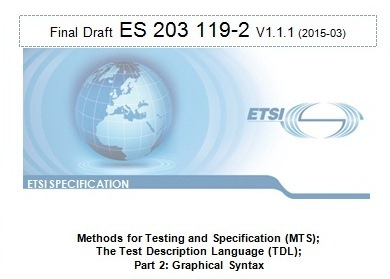 Final Draft ES 203 119-2 V1.1.1 (2015-03)
ETSI
ETSI SPECIFICATION
Methods for Testing and Specification (MTS);
The Test Description Language (TDL);
Part 2: Graphical Syntax